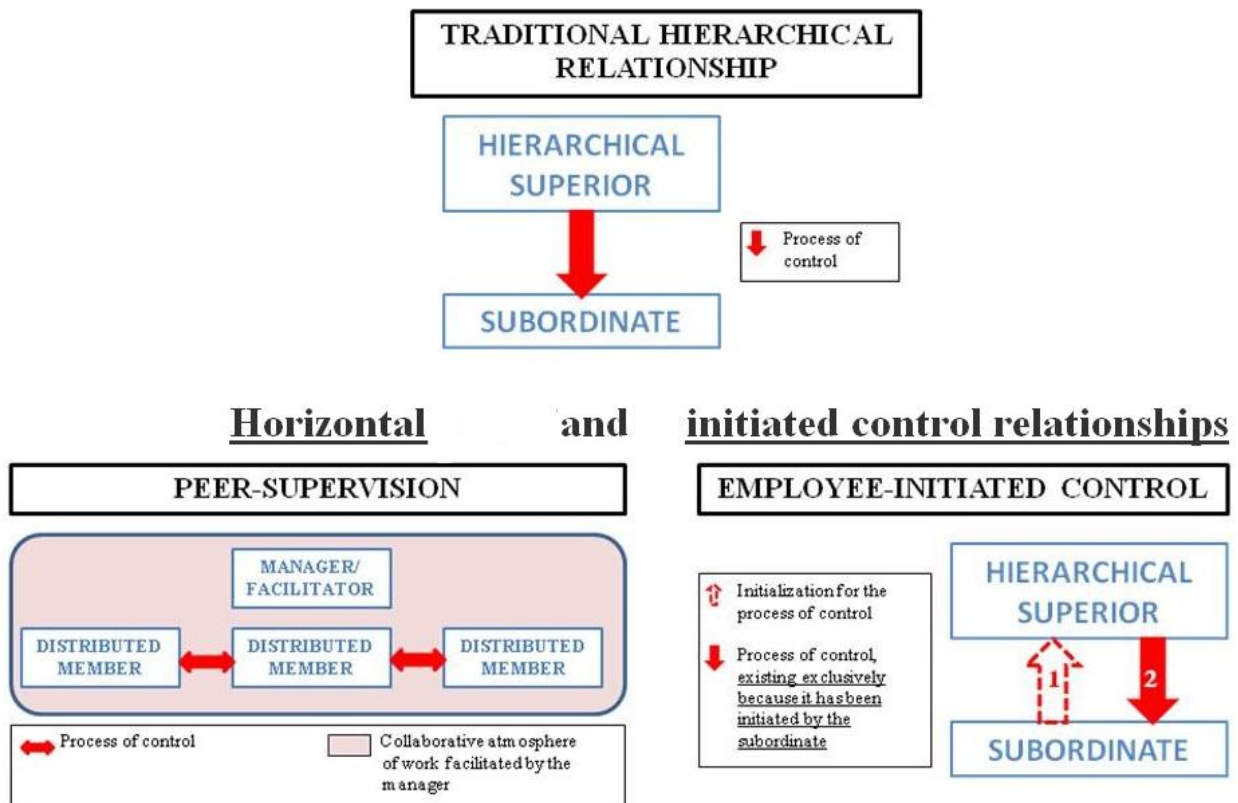 TRADITIONAL HIERARCHICAL
RELATIONSHIP
HIERARCHICAL
SUPERIOR
Process of
control
SUBORDINATE
Horizontal and initiated control relationships
PEER-SUPERVISION
MANAGER/
FACILITATOR
DISTRIBUTED
MEMBER
DISTRIBUTED
MEMBER
DISTRIBUTED
MEMBER
Process of control
Collaborative atmosphere
of work facilitated by the
manager
EMPLOYEE-INITIATED CONTROL
Initialization for the
process of control
Process of control,
existing exclusively
because it has been
initiated by the
subordinate
HIERARCHICAL
SUPERIOR
1
2
SUBORDINATE